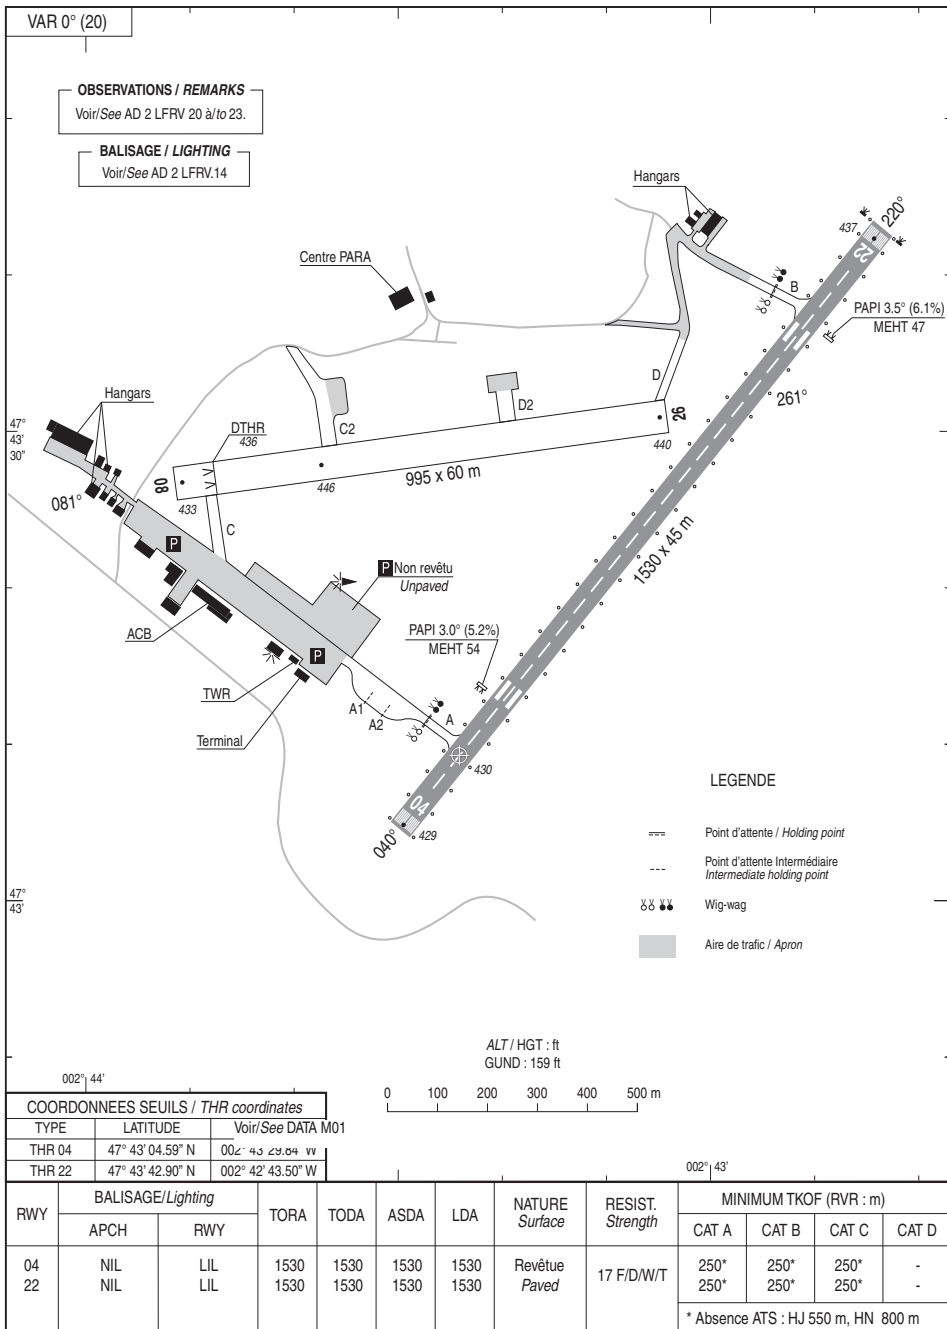 VAR 0° (20)
OBSERVATIONS / REMARKS
Voir/See AD 2 LFRV 20 à/to 23.
BALISAGE / LIGHTING
Voir/See AD 2 LFRV.14
Hangars
437
220°
22
Centre PARA
B
PAPI 3.5° (6.1%)
MEHT 47
D
261°
Hangars
D2
26
47°
43'
30"
DTHR
436
C2
440
08
446
995 x 60 m
081°
433
C
1530 x 45 m
P
P Non revêtu
Unpaved
ACB
PAPI 3.0° (5.2%)
MEHT 54
P
TWR
A1
A2
A
Terminal
430
04
040°
429
LEGENDE
Point d'attente / Holding point
Point d'attente Intermédiaire
Intermediate holding point
Wig-wag
Aire de trafic / Apron
47°
43'
ALT / HGT : ft
GUND : 159 ft
002° 44'
0 100 200 300 400 500 m
COORDONNEES SEUILS / THR coordinates
TYPE LATITUDE Voir/See DATA M01
THR 04 47° 43' 04.59" N 002° 43' 29.84" W
THR 22 47° 43' 42.90" N 002° 42' 43.50" W
002° 43'
RWY BALISAGE/Lighting TORA TODA ASDA LDA NATURE Surface RESIST. Strength MINIMUM TKOF (RVR : m)
APCH RWY CAT A CAT B CAT C CAT D
04 NIL LIL 1530 1530 1530 1530 Revêtue 17 F/D/W/T 250* 250* 250* -
22 NIL LIL 1530 1530 1530 1530 Paved 250* 250* 250* -
* Absence ATS : HJ 550 m, HN 800 m